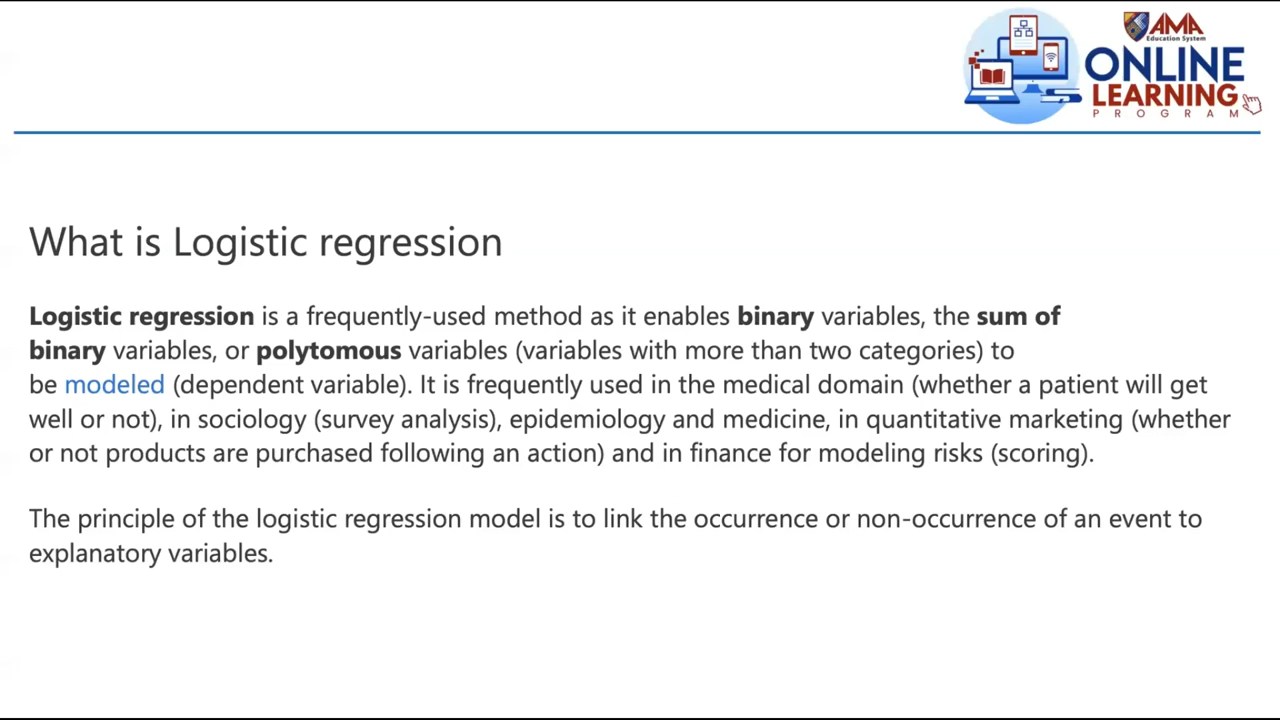 AMA
Education System
ONLINE
LEARNING
PROGRAM
What is Logistic regression
Logistic regression is a frequently-used method as it enables binary variables, the sum of
binary variables, or polytomous variables (variables with more than two categories) to
be modeled (dependent variable). It is frequently used in the medical domain (whether a patient will get
well or not), in sociology (survey analysis), epidemiology and medicine, in quantitative marketing (whether
or not products are purchased following an action) and in finance for modeling risks (scoring).
The principle of the logistic regression model is to link the occurrence or non-occurrence of an event to
explanatory variables.